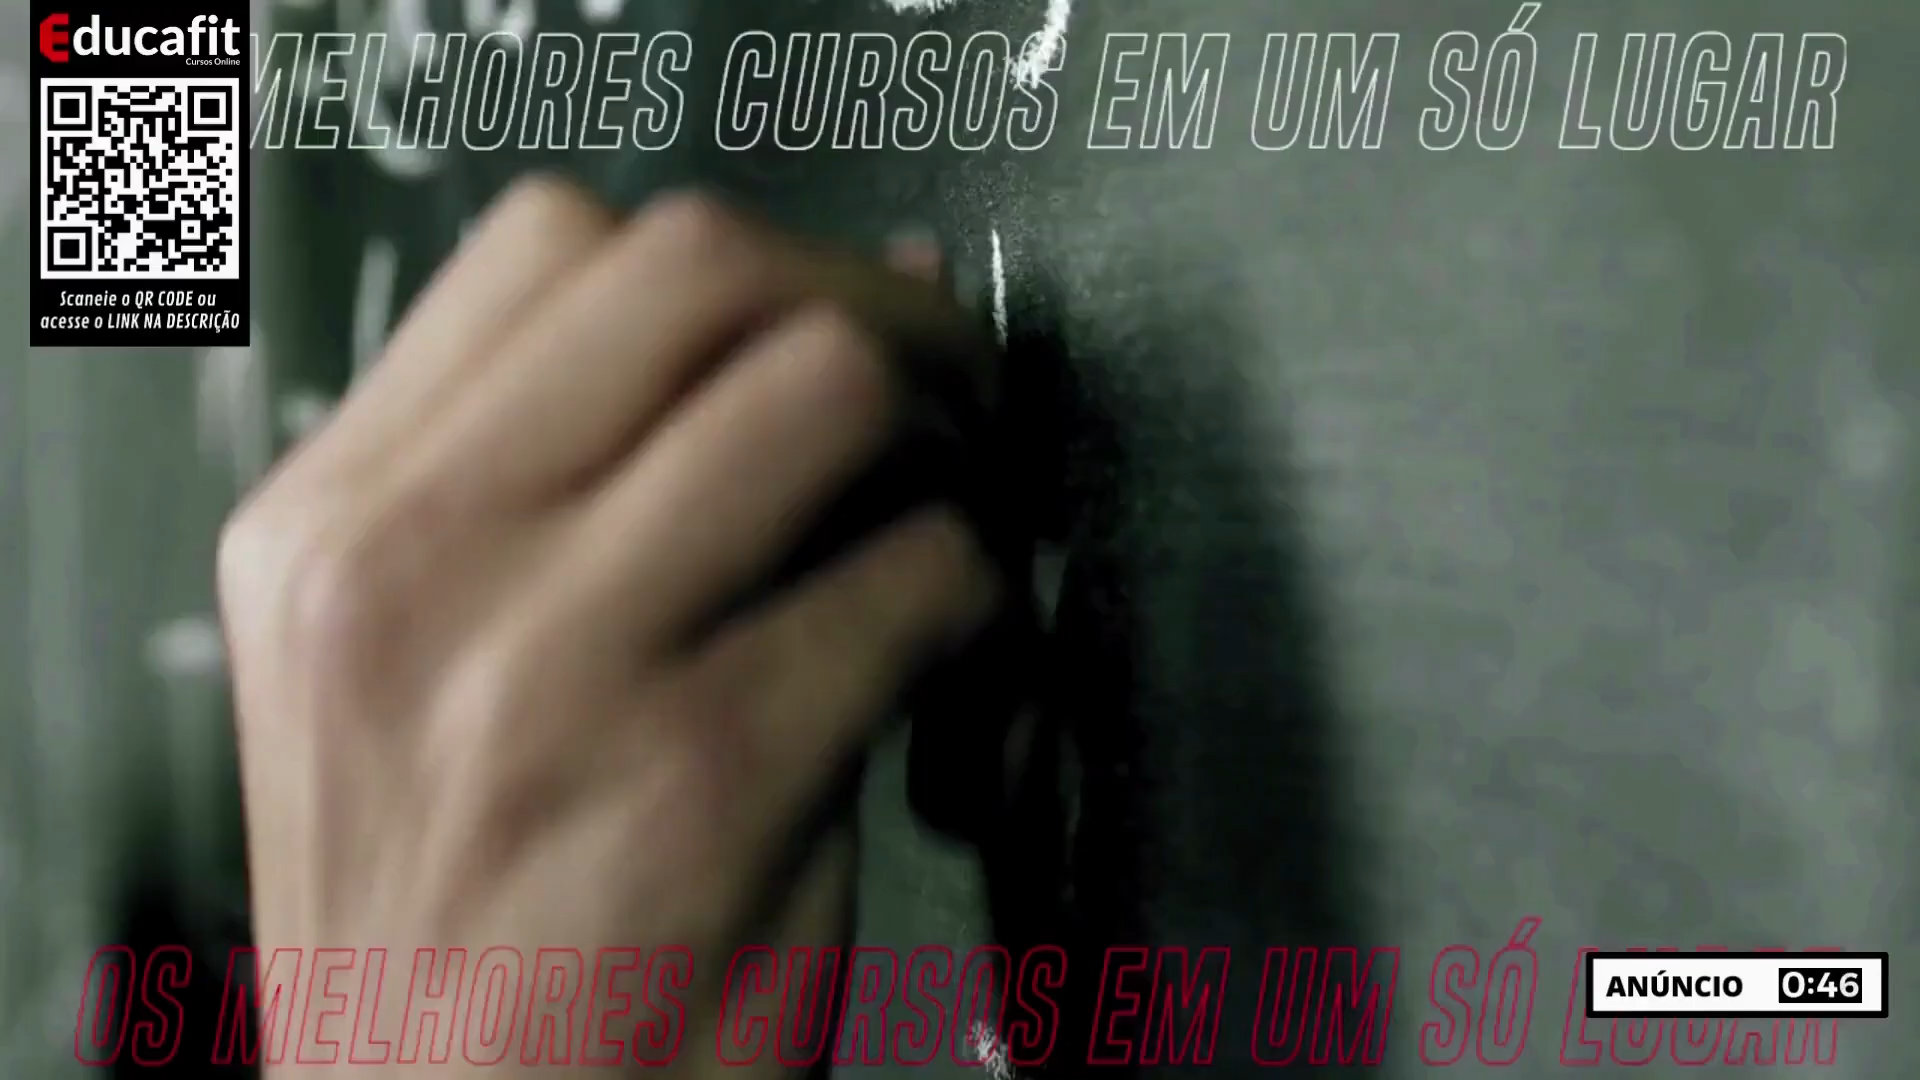 Educafit
Cursos Online
MELHORES CURSOS EM UM SÓ LUGAR
Scaneie o QR CODE ou
acesse o LINK NA DESCRIÇÃO
OS MELHORES CURSOS EM UM SÓ LUGAR
ANÚNCIO 0:46